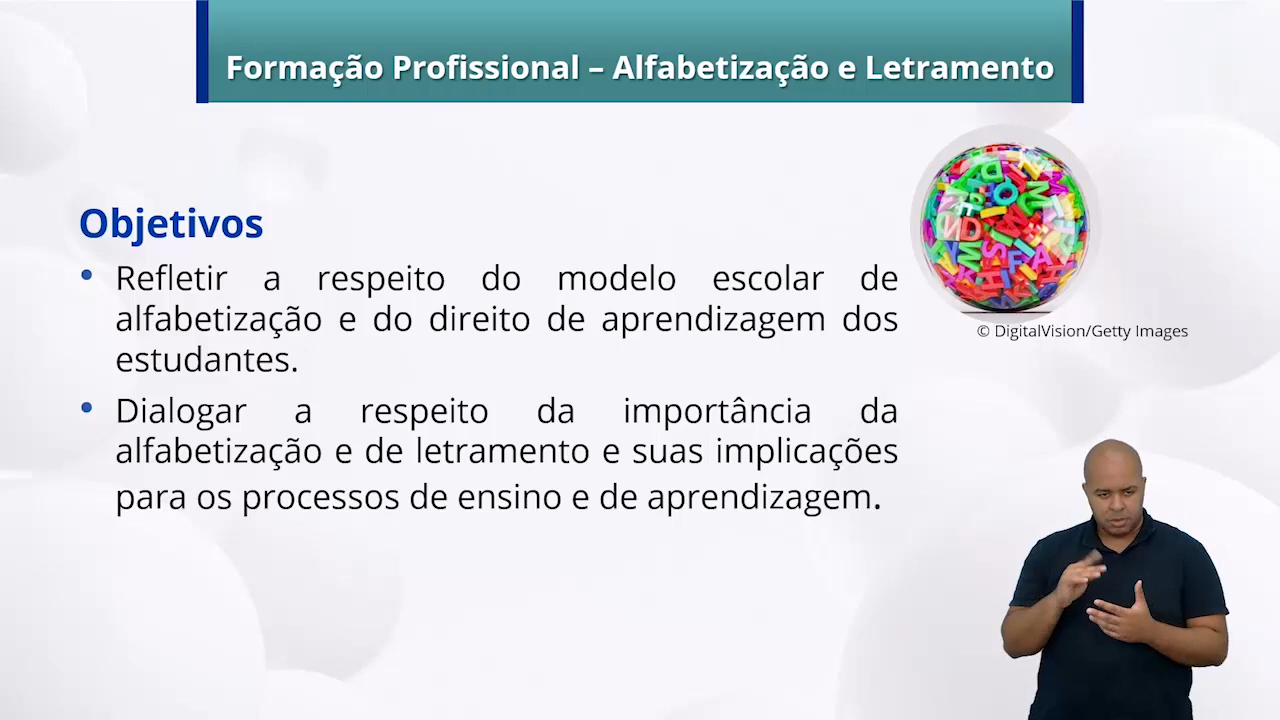 Formação Profissional – Alfabetização e Letramento
Objetivos
• Refletir a respeito do modelo escolar de
alfabetização e do direito de aprendizagem dos
estudantes.
© DigitalVision/Getty Images
• Dialogar a respeito da importância da
alfabetização e de letramento e suas implicações
para os processos de ensino e de aprendizagem.